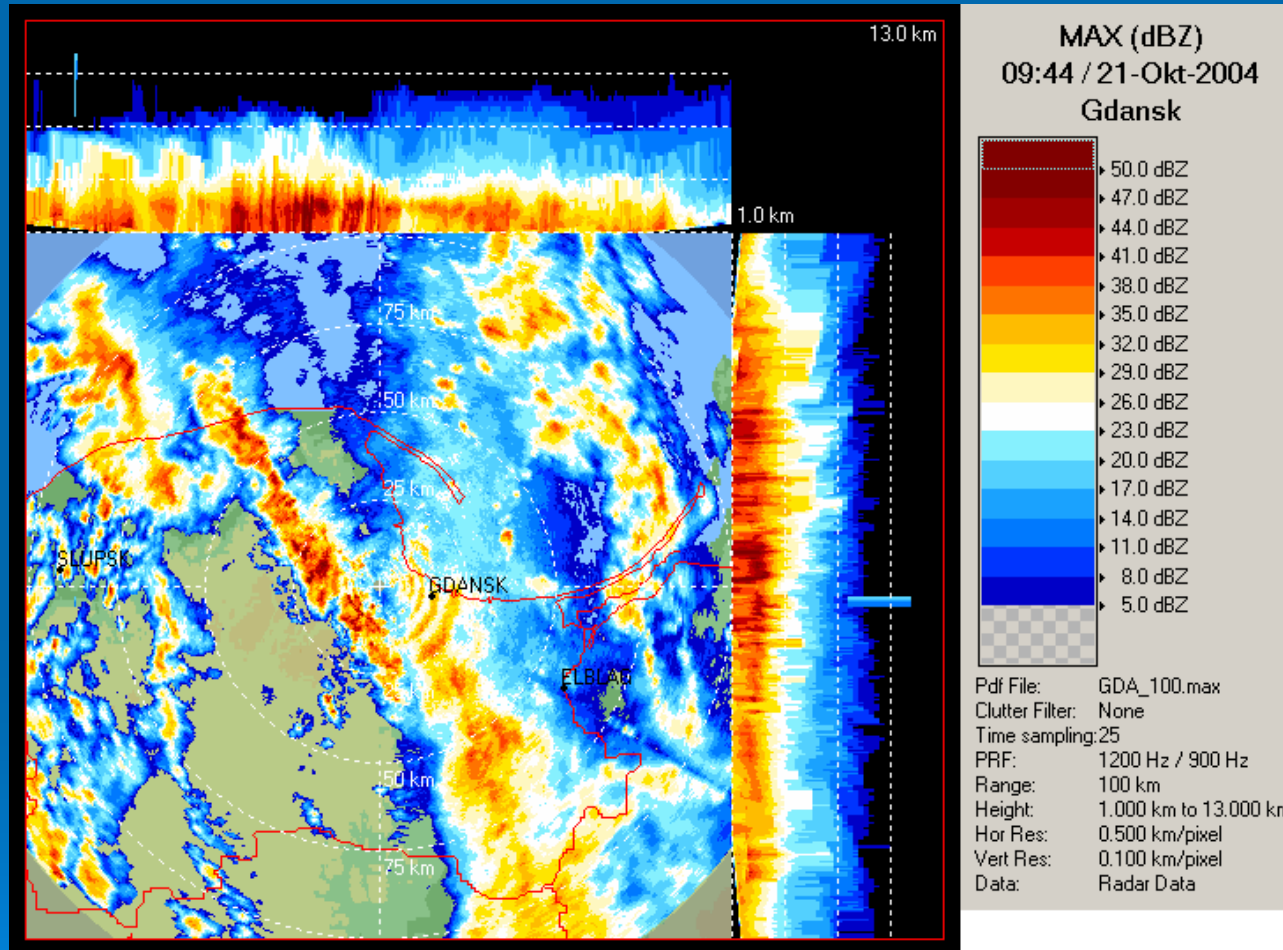 13.0 km
1.0 km
75 km
50 km
25 km
SLUPSK
GDANSK
ELBLAG
50 km
75 km
MAX (dBZ)
09:44 / 21-Okt-2004
Gdansk
50.0 dBZ
47.0 dBZ
44.0 dBZ
41.0 dBZ
38.0 dBZ
35.0 dBZ
32.0 dBZ
29.0 dBZ
26.0 dBZ
23.0 dBZ
20.0 dBZ
17.0 dBZ
14.0 dBZ
11.0 dBZ
8.0 dBZ
5.0 dBZ
Pdf File: GDA_100.max
Clutter Filter: None
Time sampling: 25
PRF: 1200 Hz / 900 Hz
Range: 100 km
Height: 1.000 km to 13.000 km
Hor Res: 0.500 km/pixel
Vert Res: 0.100 km/pixel
Data: Radar Data